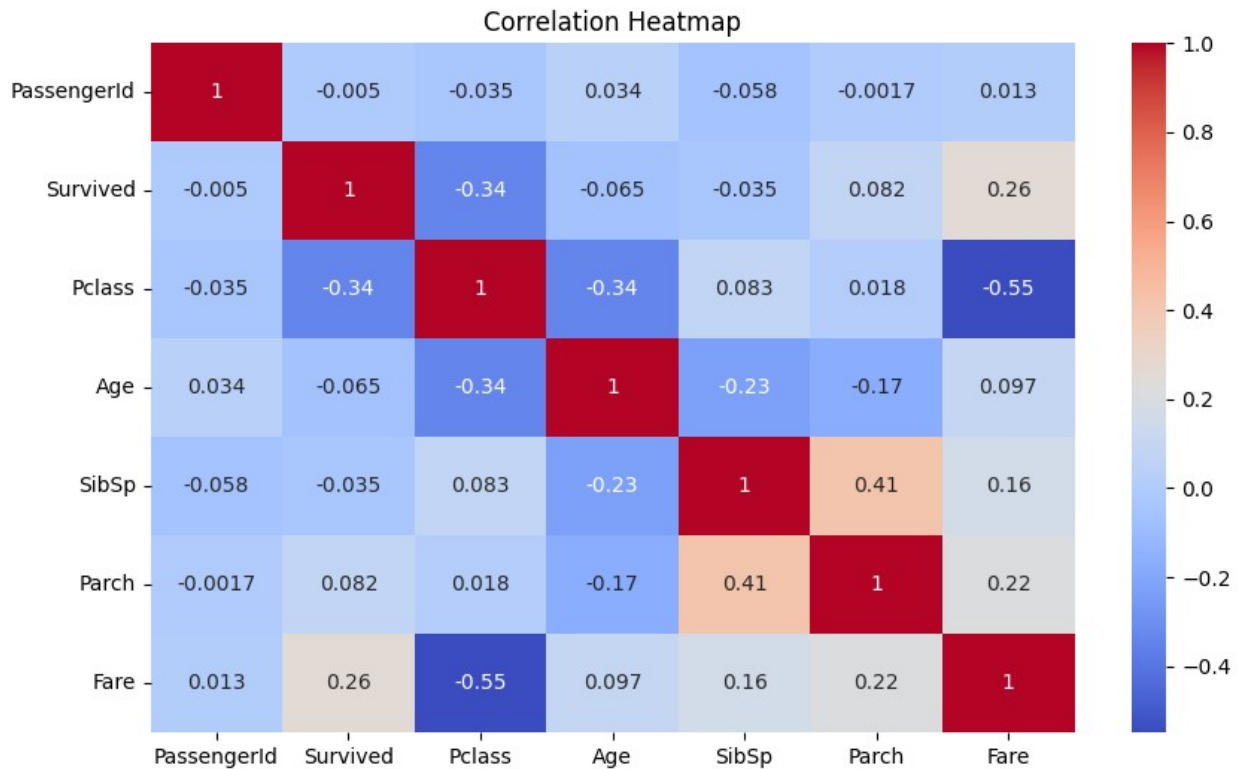 Correlation Heatmap
PassengerId 1 -0.005 -0.035 0.034 -0.058 -0.0017 0.013
Survived -0.005 1 -0.34 -0.065 -0.035 0.082 0.26
Pclass -0.035 -0.34 1 -0.34 0.083 0.018 -0.55
Age 0.034 -0.065 -0.34 1 -0.23 -0.17 0.097
SibSp -0.058 -0.035 0.083 -0.23 1 0.41 0.16
Parch -0.0017 0.082 0.018 -0.17 0.41 1 0.22
Fare 0.013 0.26 -0.55 0.097 0.16 0.22 1
PassengerId Survived Pclass Age SibSp Parch Fare
1.0
0.8
0.6
0.4
0.2
0.0
−0.2
−0.4